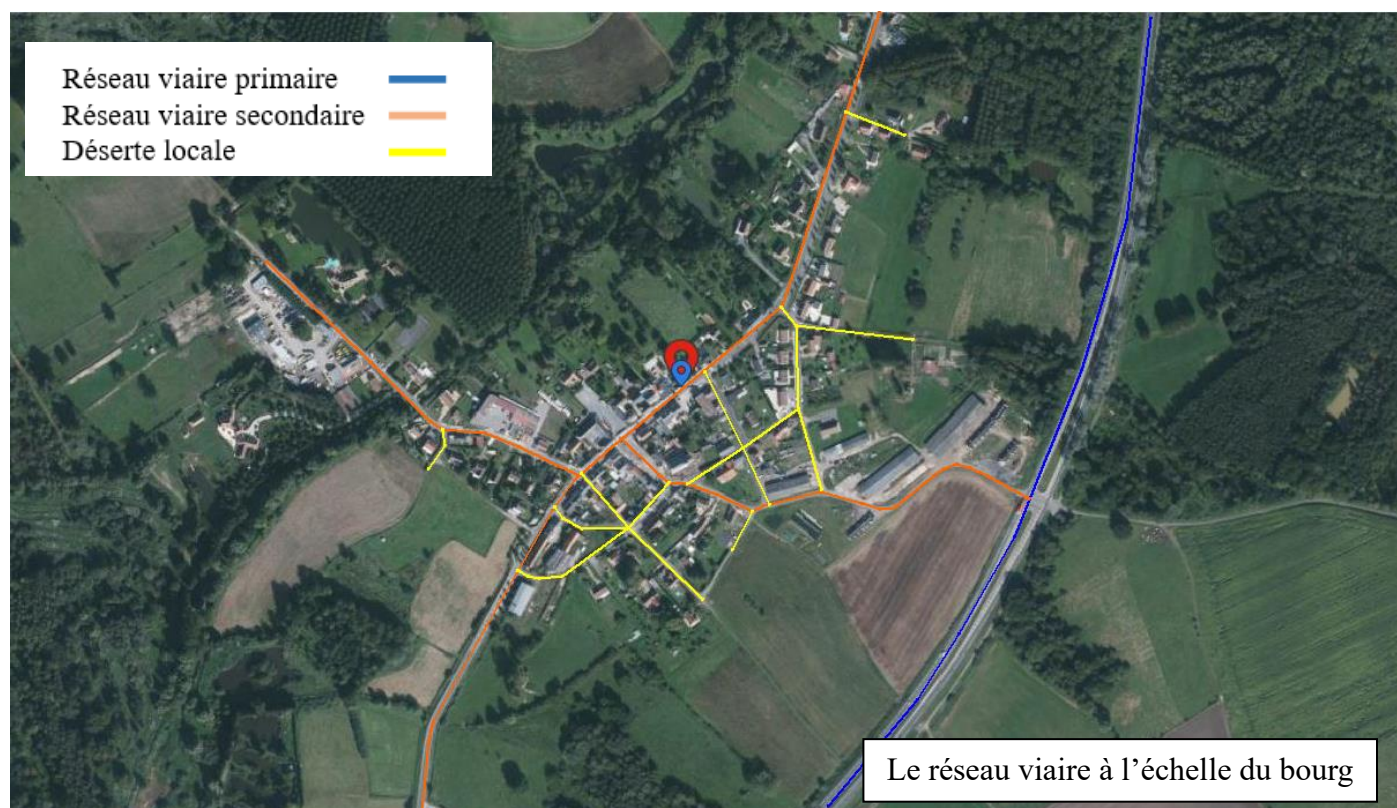 Réseau viaire primaire
Réseau viaire secondaire
Déserte locale
Le réseau viaire à l’échelle du bourg